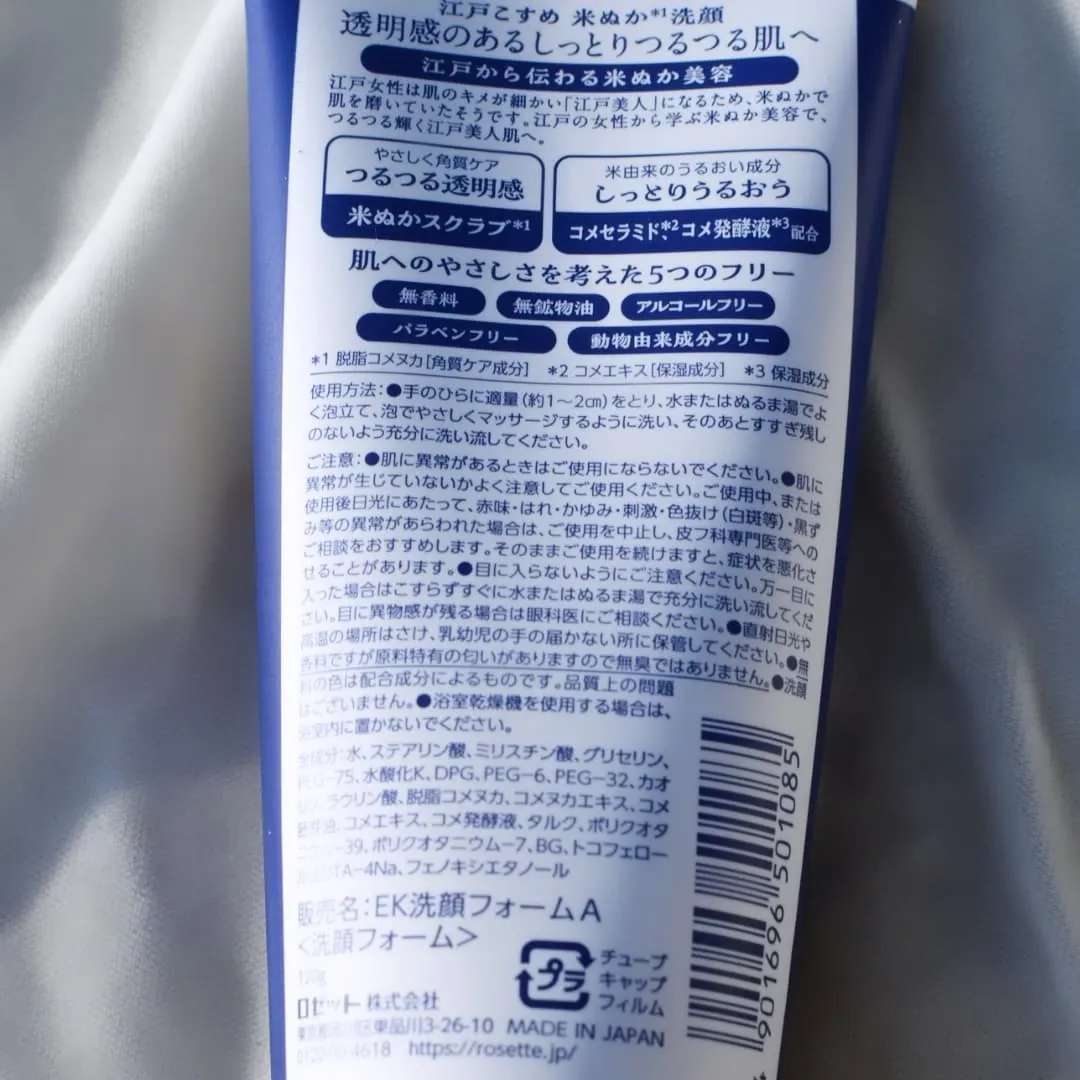 江戸こすめ 米ぬか*1洗顔
透明感のあるしっとりつるつる肌へ
江戸から伝わる米ぬか美容
江戸女性は肌のキメが細かい「江戸美人」になるため、米ぬかで
肌を磨いていたそうです。江戸の女性から学ぶ米ぬか美容で、
つるつる輝く江戸美人肌へ。
やさしく角質ケア
つるつる透明感
米ぬかスクラブ*1
米由来のうるおい成分
しっとりうるおう
コメセラミド*2、コメ発酵液*3配合
肌へのやさしさを考えた5つのフリー
無香料 無鉱物油 アルコールフリー
パラベンフリー 動物由来成分フリー
*1 脱脂コメヌカ[角質ケア成分] *2 コメエキス[保湿成分] *3 保湿成分
使用方法:●手のひらに適量(約1~2cm)をとり、水またはぬるま湯でよ
く泡立て、泡でやさしくマッサージするように洗い、そのあとすすぎ残し
のないよう充分に洗い流してください。
ご注意:●肌に異常があるときはご使用にならないでください。●肌に
異常が生じていないかよく注意してご使用ください。ご使用中、または
使用後日光にあたって、赤味・はれ・かゆみ・刺激・色抜け(白斑等)・黒ず
み等の異常があらわれた場合は、ご使用を中止し、皮フ科専門医等への
ご相談をおすすめします。そのままご使用を続けますと、症状を悪化さ
せることがあります。●目に入らないようにご注意ください。万一目に
入った場合はこすらずすぐに水またはぬるま湯で充分に洗い流してくだ
さい。目に異物感が残る場合は眼科医にご相談ください。●直射日光や
高温の場所はさけ、乳幼児の手の届かない所に保管してください。●無
香料ですが原料特有の匂いがありますので無臭ではありません。●洗顔
料の色は配合成分によるものです。品質上の問題
はございません。●浴室乾燥機を使用する場合は、
浴室内に置かないでください。
全成分:水、ステアリン酸、ミリスチン酸、グリセリン、
PEG-75、水酸化K、DPG、PEG-6、PEG-32、カオ
リン、ラウリン酸、脱脂コメヌカ、コメヌカエキス、コメ
胚芽油、コメエキス、コメ発酵液、タルク、ポリクオタ
ニウム-39、ポリクオタニウム-7、BG、トコフェロー
ル、EDTA-4Na、フェノキシエタノール
販売名:EK洗顔フォームA
<洗顔フォーム>
120g
プラ
チューブ
キャップ
フィルム
ロゼット株式会社
東京都品川区東品川3-26-10 MADE IN JAPAN
4618 https://rosette.jp/
4901696501085